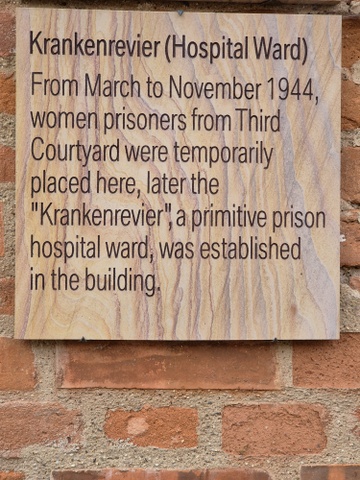 Krankenrevier (Hospital Ward)
From March to November 1944,
women prisoners from Third
Courtyard were temporarily
placed here, later the
"Krankenrevier", a primitive prison
hospital ward, was established
in the building.